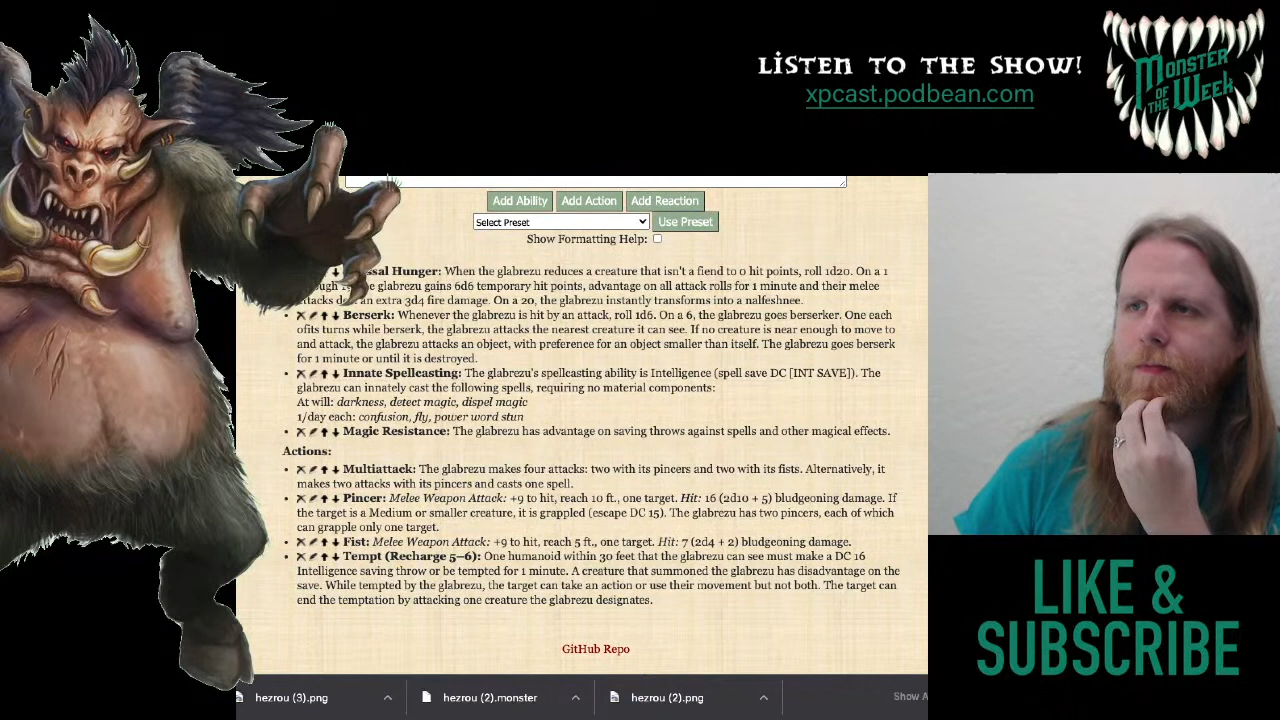 LISTEN TO THE SHOW!
xpcast.podbean.com
MONSTER
OF THE WEEK
Add Ability Add Action Add Reaction
Select Preset Use Preset
Show Formatting Help:
Hunger: When the glabrezu reduces a creature that isn't a fiend to 0 hit points, roll 1d20. On a 1
the glabrezu gains 6d6 temporary hit points, advantage on all attack rolls for 1 minute and their melee
an extra 3d4 fire damage. On a 20, the glabrezu instantly transforms into a nalfeshnee.
Berserk: Whenever the glabrezu is hit by an attack, roll 1d6. On a 6, the glabrezu goes berserker. One each
ofits turns while berserk, the glabrezu attacks the nearest creature it can see. If no creature is near enough to move to
and attack, the glabrezu attacks an object, with preference for an object smaller than itself. The glabrezu goes berserk
for 1 minute or until it is destroyed.
Innate Spellcasting: The glabrezu's spellcasting ability is Intelligence (spell save DC [INT SAVE]). The
glabrezu can innately cast the following spells, requiring no material components:
At will: darkness, detect magic, dispel magic
1/day each: confusion, fly, power word stun
Magic Resistance: The glabrezu has advantage on saving throws against spells and other magical effects.
Actions:
Multiattack: The glabrezu makes four attacks: two with its pincers and two with its fists. Alternatively, it
makes two attacks with its pincers and casts one spell.
Pincer: Melee Weapon Attack: +9 to hit, reach 10 ft., one target. Hit: 16 (2d10 + 5) bludgeoning damage. If
the target is a Medium or smaller creature, it is grappled (escape DC 15). The glabrezu has two pincers, each of which
can grapple only one target.
Fist: Melee Weapon Attack: +9 to hit, reach 5 ft., one target. Hit: 7 (2d4 + 2) bludgeoning damage.
Tempt (Recharge 5–6): One humanoid within 30 feet that the glabrezu can see must make a DC 16
Intelligence saving throw or be tempted for 1 minute. A creature that summoned the glabrezu has disadvantage on the
save. While tempted by the glabrezu, the target can take an action or use their movement but not both. The target can
end the temptation by attacking one creature the glabrezu designates.
GitHub Repo
hezrou (3).png hezrou (2).monster hezrou (2).png Show A
LIKE &
SUBSCRIBE